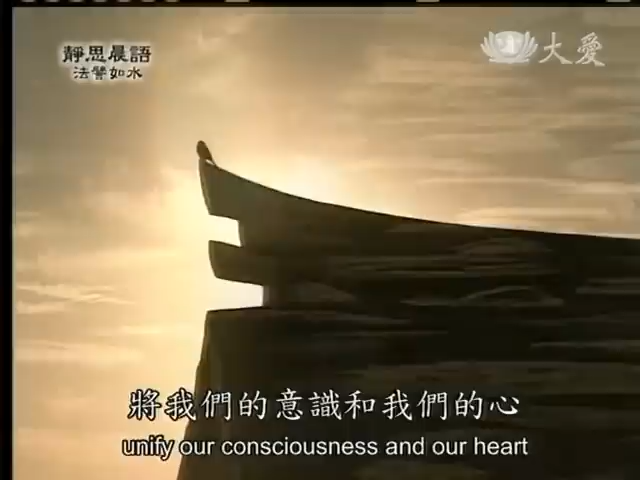 靜思晨語
法譬如水
大愛
將我們的意識和我們的心
unify our consciousness and our heart